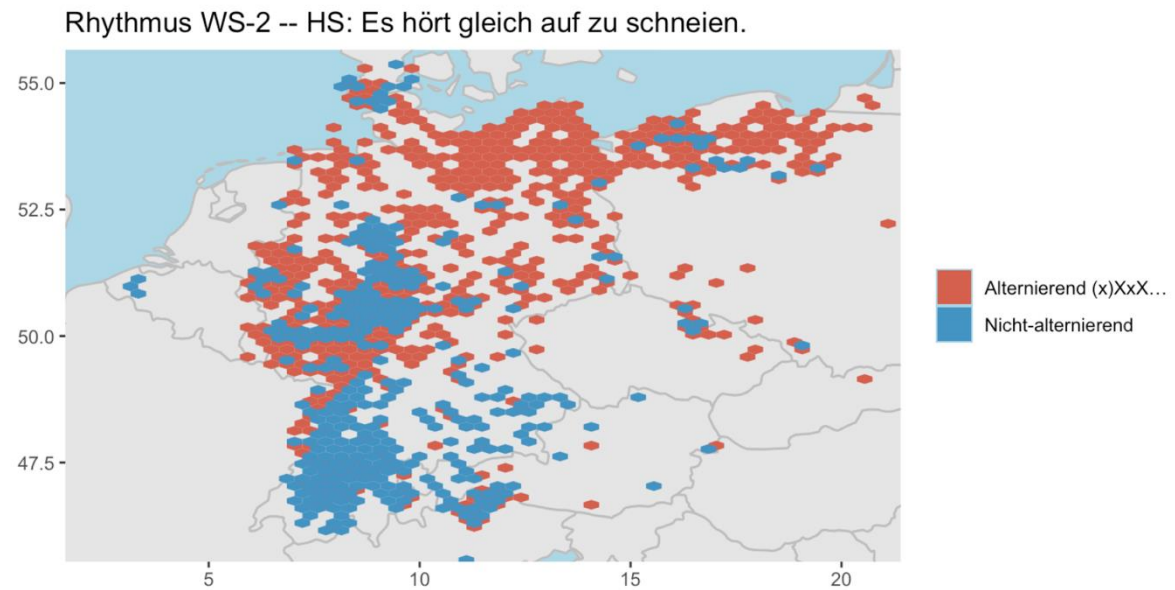 Rhythmus WS-2 -- HS: Es hört gleich auf zu schneien.
55.0
52.5
50.0
47.5
5
10
15
20
Alternierend (x)XxX…
Nicht-alternierend